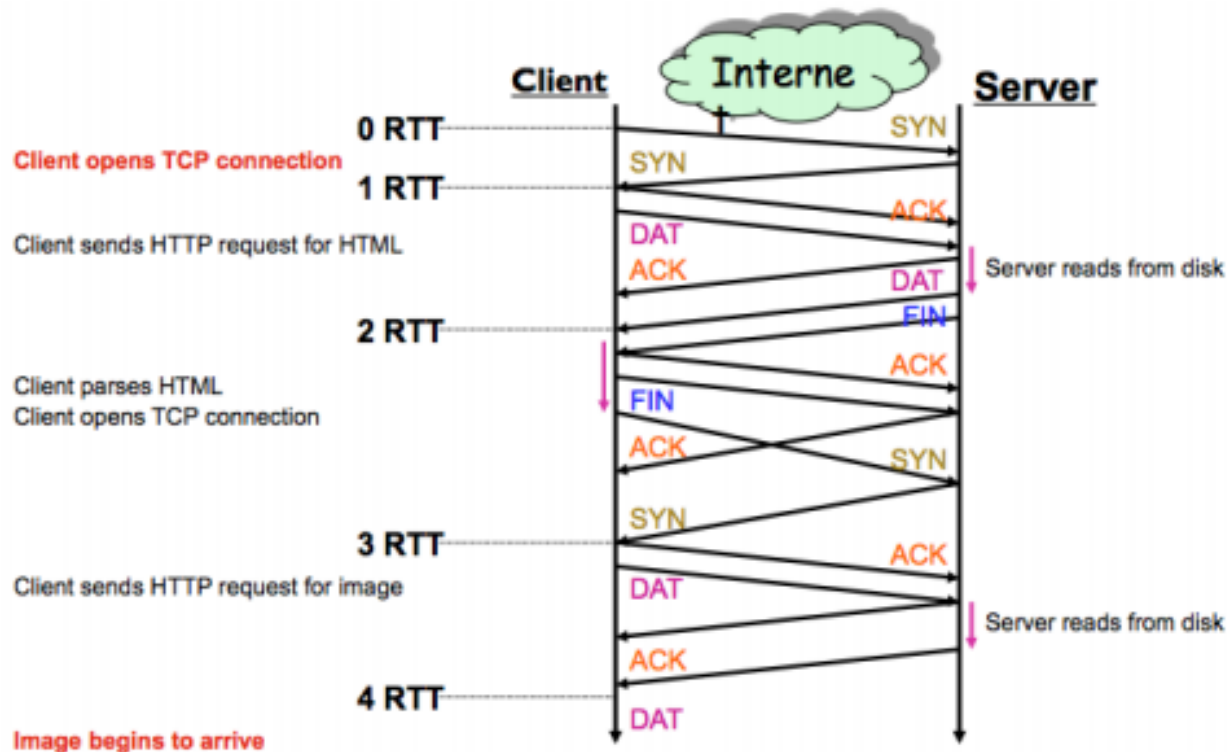 Client
Interne
t
Server
0 RTT
SYN
Client opens TCP connection
SYN
1 RTT
ACK
DAT
Client sends HTTP request for HTML
ACK
Server reads from disk
DAT
FIN
2 RTT
ACK
Client parses HTML
FIN
Client opens TCP connection
ACK
SYN
SYN
3 RTT
ACK
Client sends HTTP request for image
DAT
Server reads from disk
ACK
4 RTT
DAT
Image begins to arrive